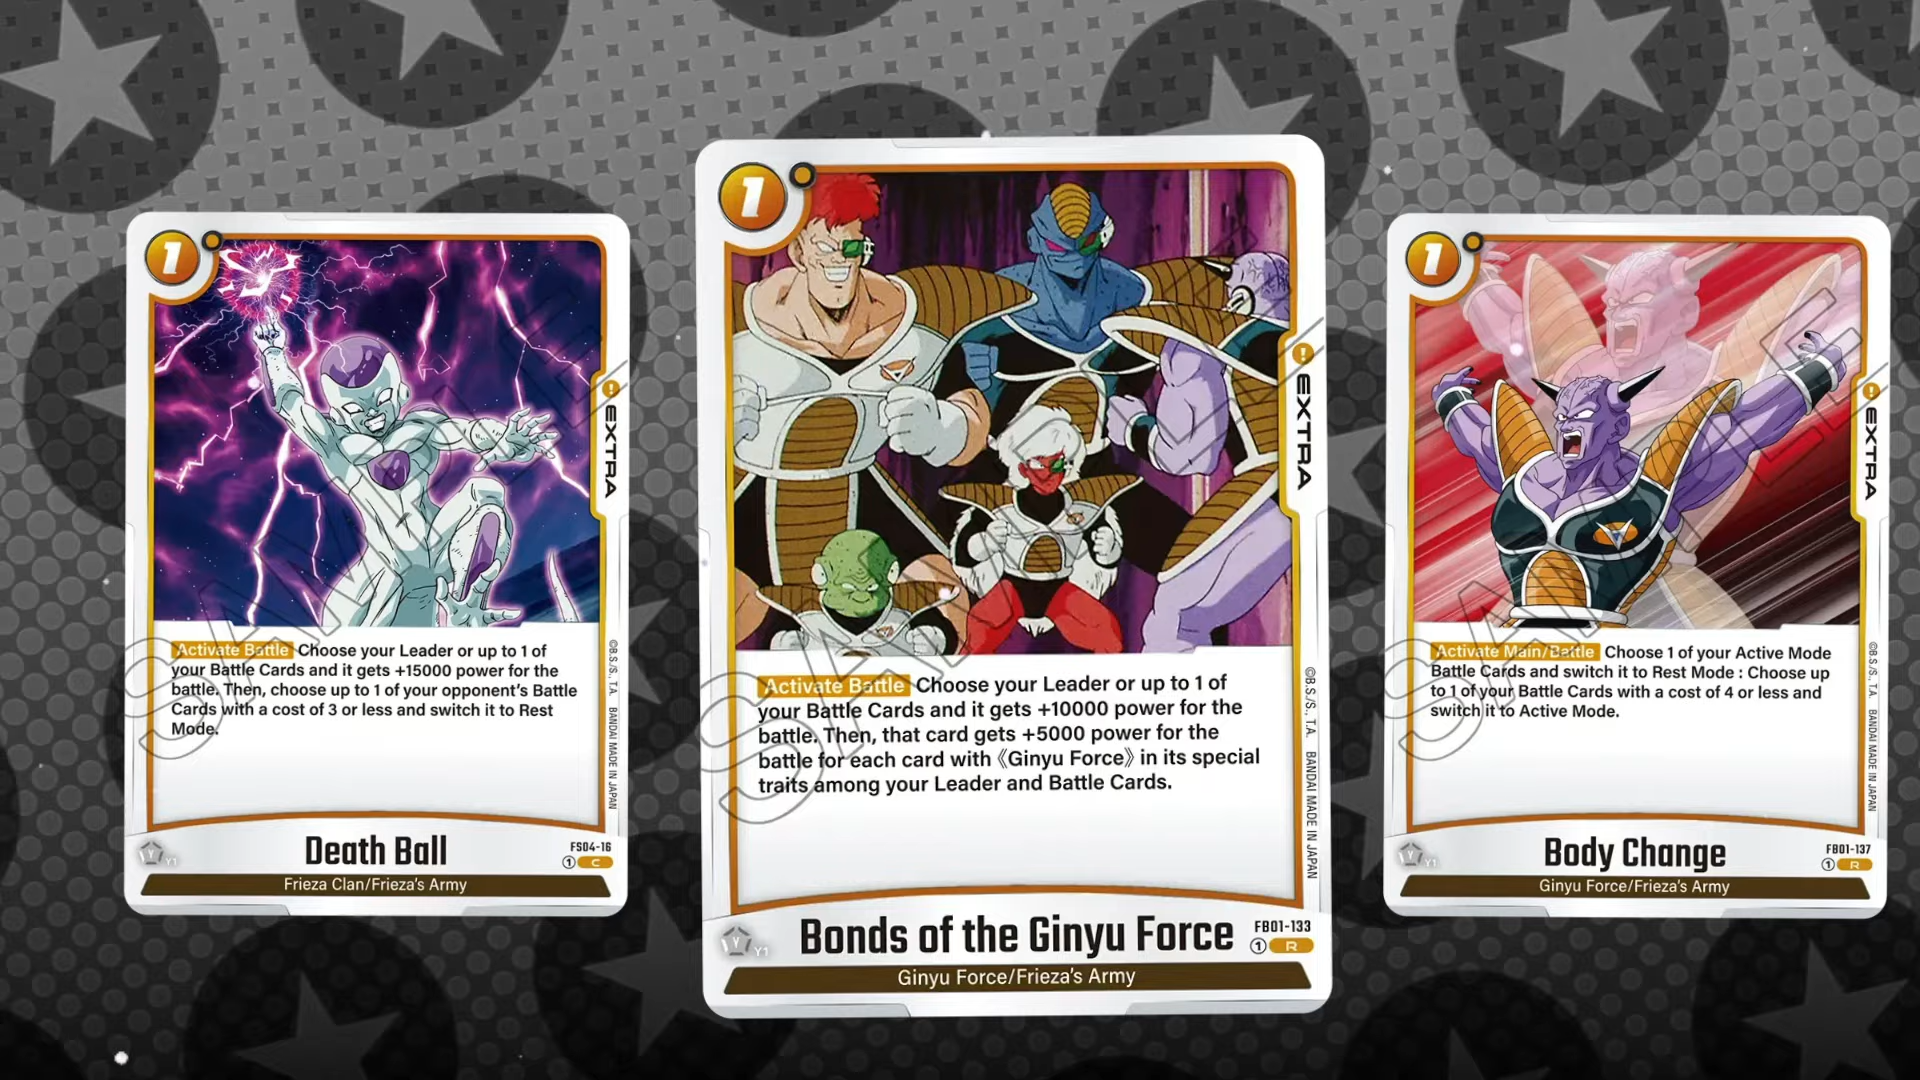 1
EXTRA
SAMPLE
Activate Battle Choose your Leader or up to 1 of
your Battle Cards and it gets +15000 power for the
battle. Then, choose up to 1 of your opponent's Battle
Cards with a cost of 3 or less and switch it to Rest
Mode.
©B.S./S., T.A. BANDAI MADE IN JAPAN
Death Ball
FS04-16
Y Y1
1 C
Frieza Clan/Frieza's Army
1
EXTRA
SAMPLE
Activate Battle Choose your Leader or up to 1 of
your Battle Cards and it gets +10000 power for the
battle. Then, that card gets +5000 power for the
battle for each card with 《Ginyu Force》 in its special
traits among your Leader and Battle Cards.
©B.S./S., T.A. BANDAI MADE IN JAPAN
Bonds of the Ginyu Force
FB01-133
Y Y1
1 R
Ginyu Force/Frieza's Army
1
EXTRA
SAMPLE
Activate Main/Battle Choose 1 of your Active Mode
Battle Cards and switch it to Rest Mode : Choose up
to 1 of your Battle Cards with a cost of 4 or less and
switch it to Active Mode.
©B.S./S., T.A. BANDAI MADE IN JAPAN
Body Change
FB01-137
Y Y1
1 R
Ginyu Force/Frieza's Army